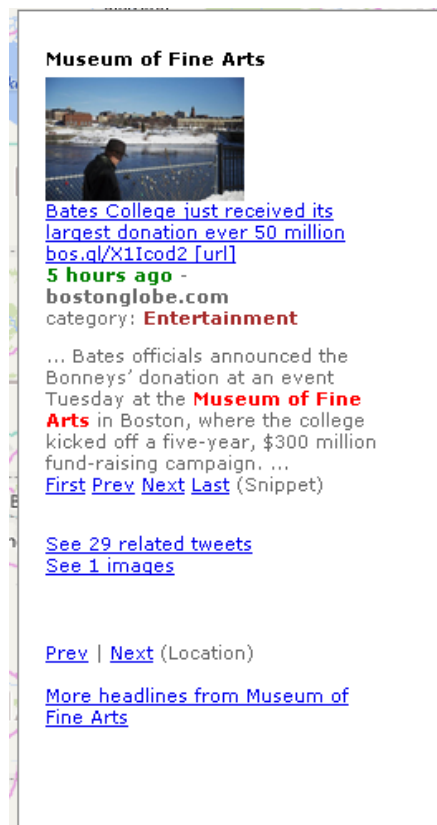 Museum of Fine Arts
Bates College just received its
largest donation ever 50 million
bos.gl/X1Icod2 [url]
5 hours ago -
bostonglobe.com
category: Entertainment
... Bates officials announced the
Bonneys’ donation at an event
Tuesday at the Museum of Fine
Arts in Boston, where the college
kicked off a five-year, $300 million
fund-raising campaign. ...
First Prev Next Last (Snippet)
See 29 related tweets
See 1 images
Prev | Next (Location)
More headlines from Museum of
Fine Arts